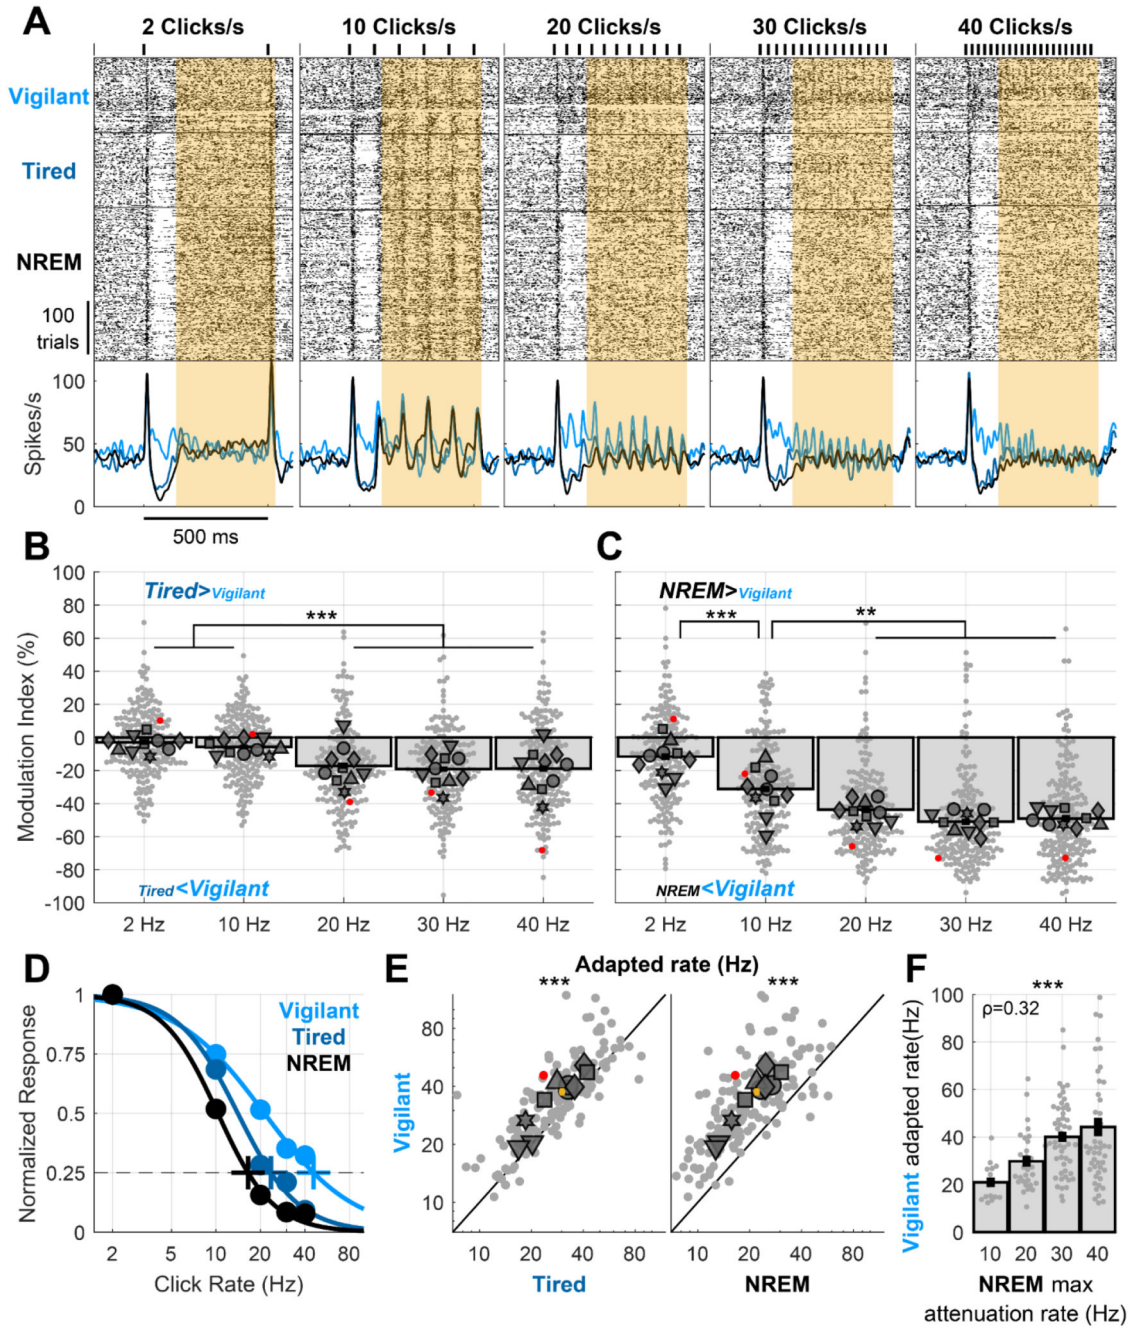 A
2 Clicks/s 10 Clicks/s 20 Clicks/s 30 Clicks/s 40 Clicks/s
Vigilant
Tired
NREM
100
trials
Spikes/s
100
50
0
500 ms
B
Modulation Index (%)
100
80
60
40
20
0
-20
-40
-60
-80
-100
Tired>Vigilant
***
Tired<Vigilant
2 Hz 10 Hz 20 Hz 30 Hz 40 Hz
C
NREM>Vigilant
*** **
NREM<Vigilant
2 Hz 10 Hz 20 Hz 30 Hz 40 Hz
D
Normalized Response
1
0.75
0.5
0.25
0
Vigilant
Tired
NREM
2 5 10 20 40 80
Click Rate (Hz)
E
Adapted rate (Hz)
*** ***
Vigilant
80
40
20
10
10 20 40 80
Tired
10 20 40 80
NREM
F
***
ρ=0.32
Vigilant adapted rate(Hz)
100
80
60
40
20
0
10 20 30 40
NREM max
attenuation rate (Hz)